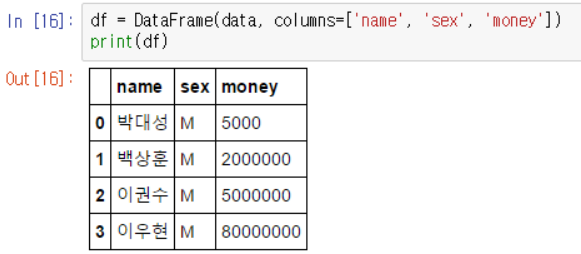 In [16]: df = DataFrame(data, columns=['name', 'sex', 'money'])
print(df)
Out[16]:
name sex money
0 박대성 M 5000
1 백상훈 M 2000000
2 이권수 M 5000000
3 이우현 M 80000000